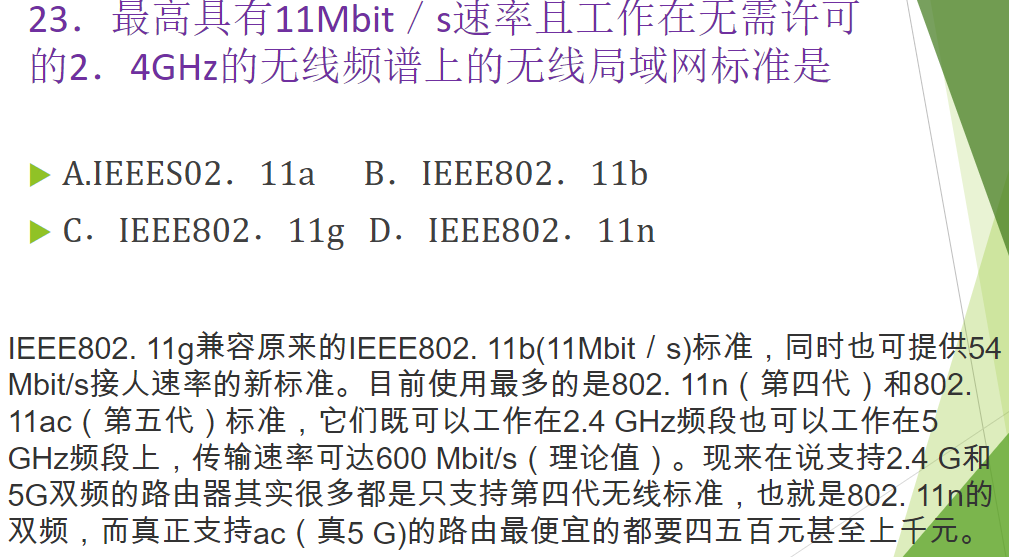 23．最高具有11Mbit／s速率且工作在无需许可
的2．4GHz的无线频谱上的无线局域网标准是
A.IEEES02．11a B．IEEE802．11b
C．IEEE802．11g D．IEEE802．11n
IEEE802. 11g兼容原来的IEEE802. 11b(11Mbit／s)标准，同时也可提供54
Mbit/s接人速率的新标准。目前使用最多的是802. 11n（第四代）和802.
11ac（第五代）标准，它们既可以工作在2.4 GHz频段也可以工作在5
GHz频段上，传输速率可达600 Mbit/s（理论值）。现来在说支持2.4 G和
5G双频的路由器其实很多都是只支持第四代无线标准，也就是802. 11n的
双频，而真正支持ac（真5 G)的路由最便宜的都要四五百元甚至上千元。